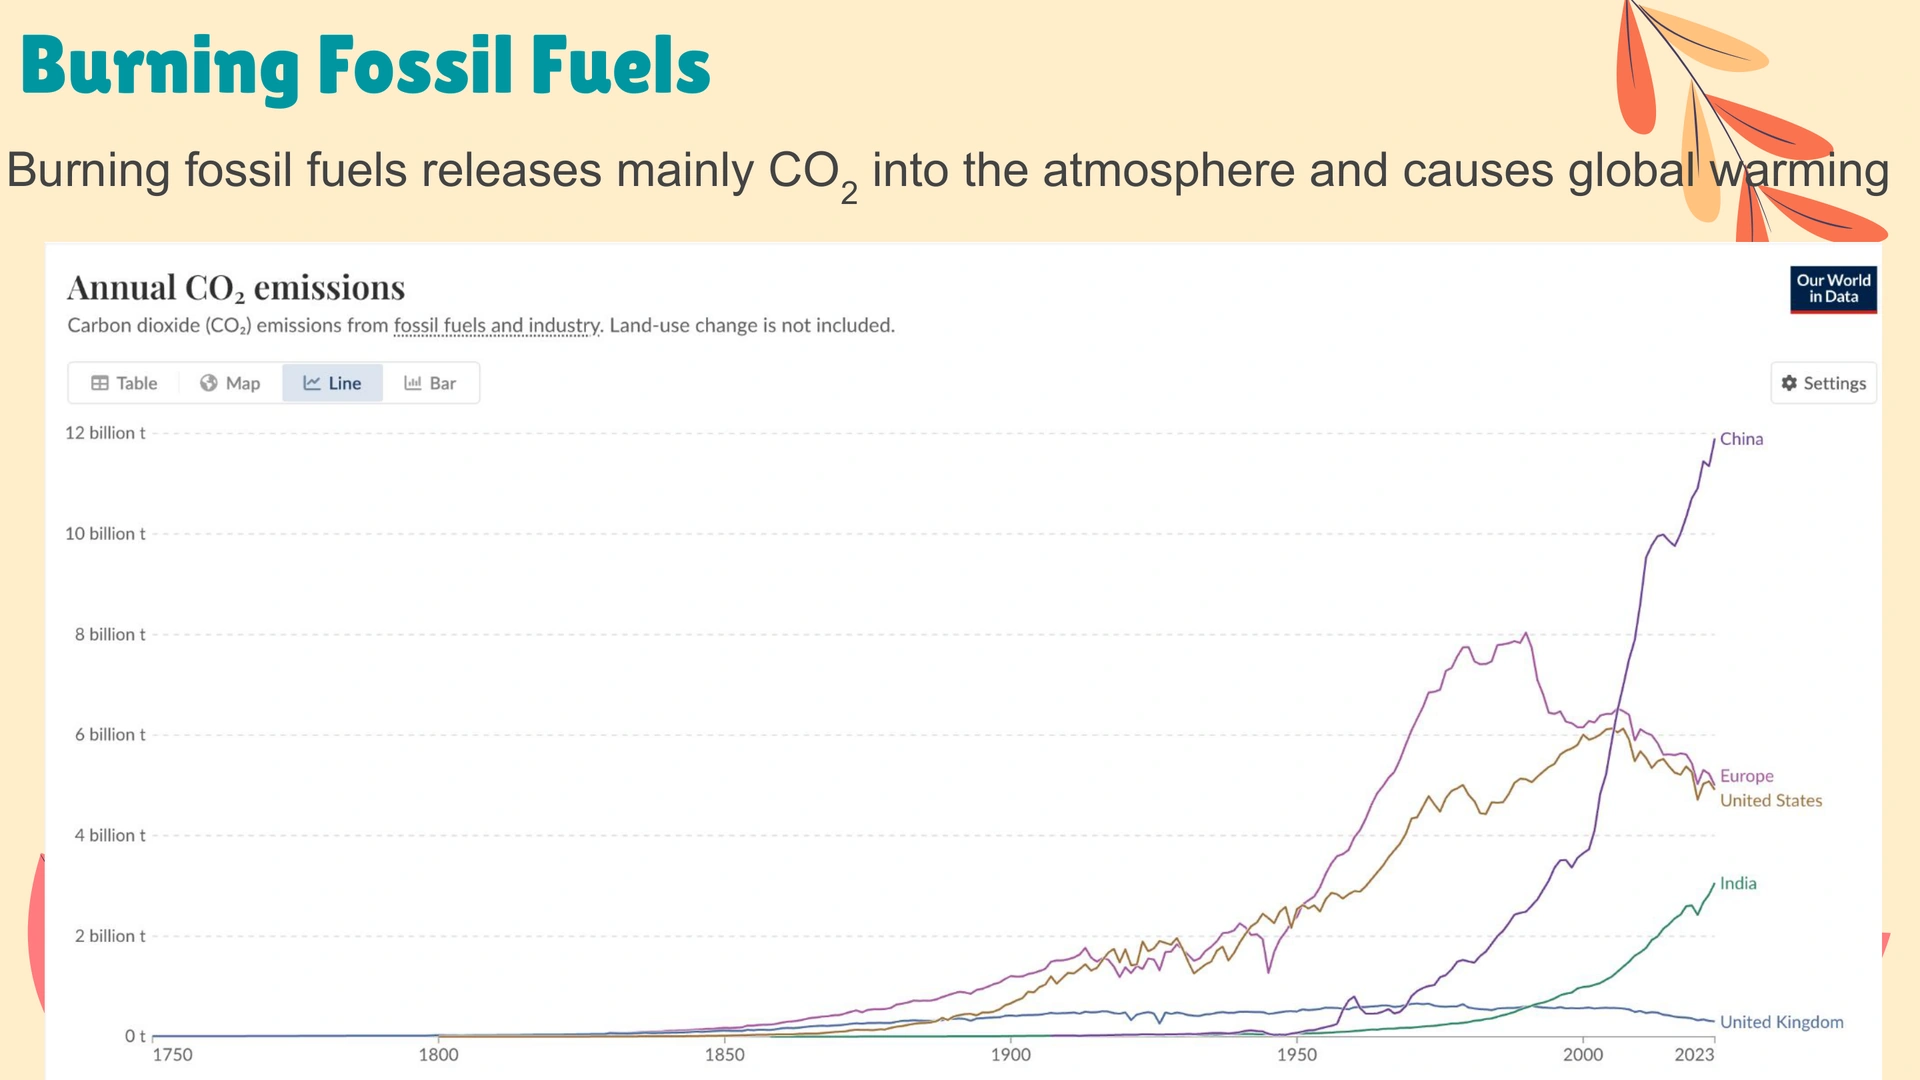 Burning Fossil Fuels
Burning fossil fuels releases mainly CO₂ into the atmosphere and causes global warming
Annual CO₂ emissions
Our World
in Data
Carbon dioxide (CO₂) emissions from fossil fuels and industry. Land-use change is not included.
Table Map Line Bar
Settings
12 billion t
China
10 billion t
8 billion t
6 billion t
Europe
United States
4 billion t
India
2 billion t
United Kingdom
0 t
1750 1800 1850 1900 1950 2000 2023